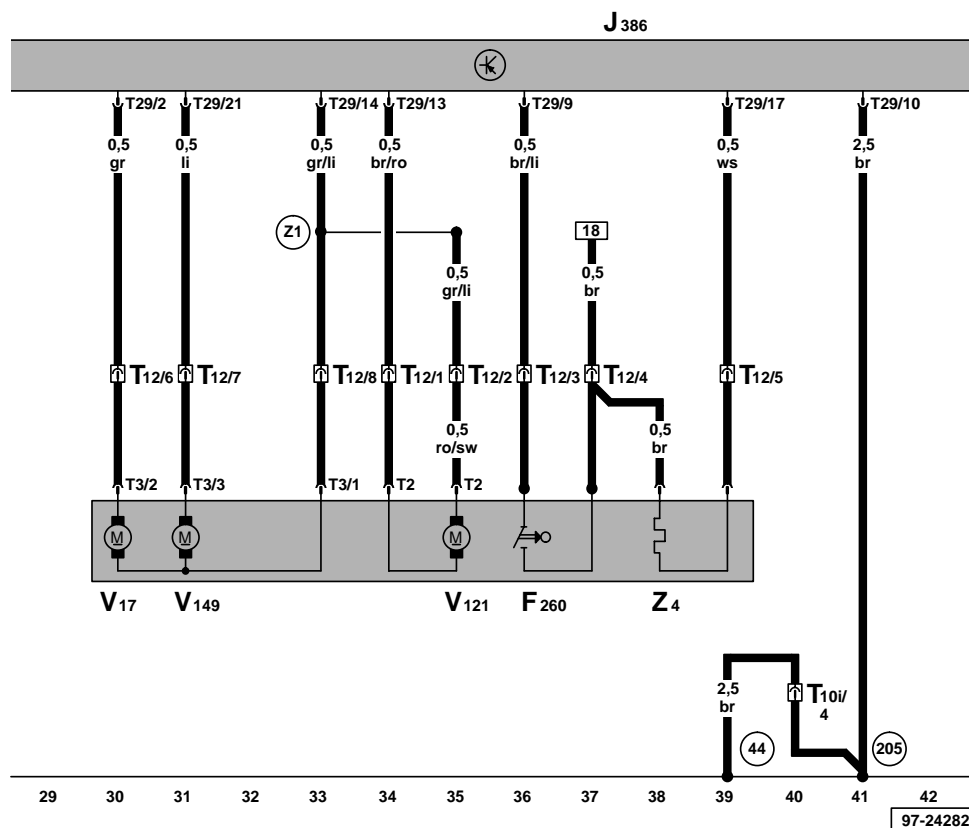 J 386
T29/2 T29/21 T29/14 T29/13 T29/9 T29/17 T29/10
0,5 0,5 0,5 0,5 0,5 0,5 2,5
gr li gr/li br/ro br/li ws br
Z1 18
0,5 0,5
gr/li br
T12/6 T12/7 T12/8 T12/1 T12/2 T12/3 T12/4 T12/5
0,5 0,5
ro/sw br
T3/2 T3/3 T3/1 T2 T2
M M M
V17 V149 V121 F260 Z4
2,5 T10i/
br 4
44 205
29 30 31 32 33 34 35 36 37 38 39 40 41 42
97-24282